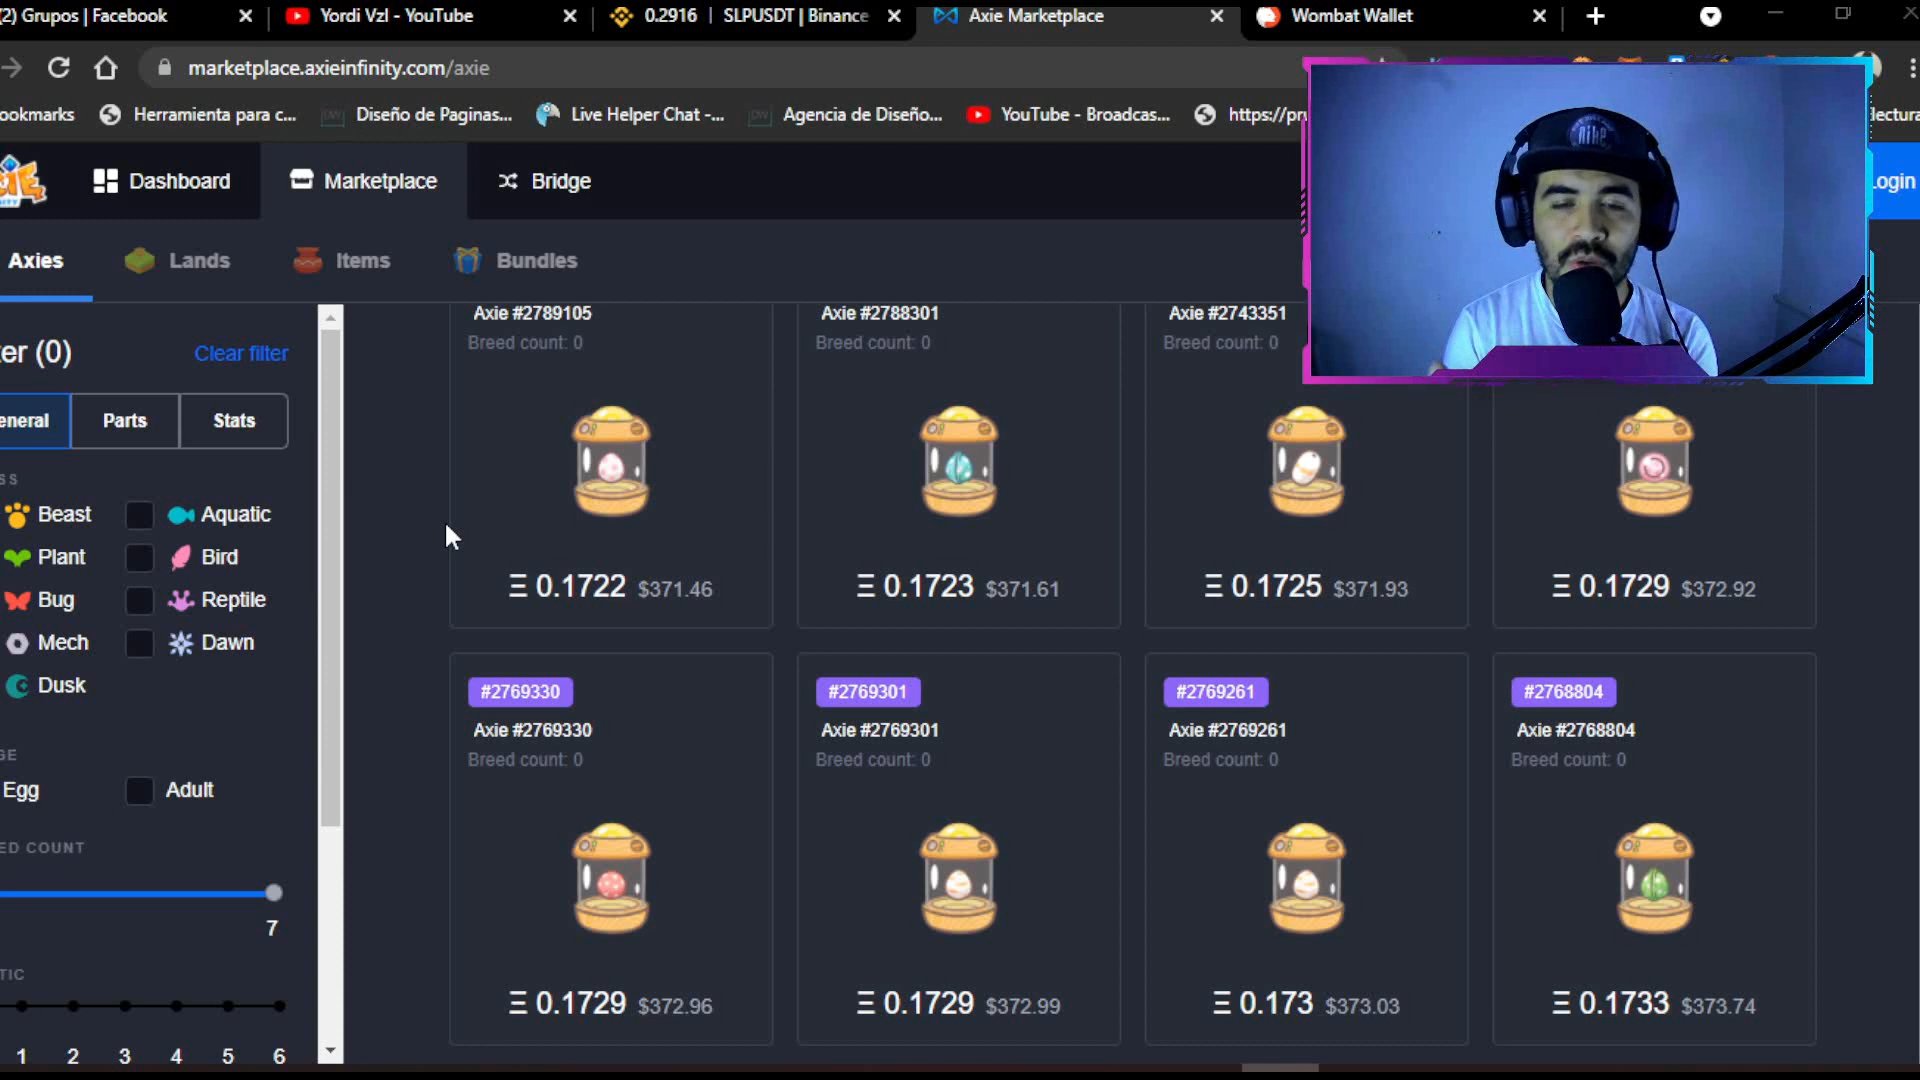 (2) Grupos | Facebook
Yordi Vzl - YouTube
0.2916 | SLPUSDT | Binance
Axie Marketplace
Wombat Wallet
marketplace.axieinfinity.com/axie
ookmarks
Herramienta para c...
Diseño de Paginas...
Live Helper Chat -...
Agencia de Diseño...
YouTube - Broadcas...
https://pr
lectura
Dashboard
Marketplace
Bridge
Login
Axies
Lands
Items
Bundles
ter (0)
Clear filter
eneral
Parts
Stats
SS
Beast
Aquatic
Plant
Bird
Bug
Reptile
Mech
Dawn
Dusk
GE
Egg
Adult
ED COUNT
7
TIC
1 2 3 4 5 6
Axie #2789105
Breed count: 0
Ξ 0.1722 $371.46
Axie #2788301
Breed count: 0
Ξ 0.1723 $371.61
Axie #2743351
Breed count: 0
Ξ 0.1725 $371.93
Ξ 0.1729 $372.92
#2769330
Axie #2769330
Breed count: 0
Ξ 0.1729 $372.96
#2769301
Axie #2769301
Breed count: 0
Ξ 0.1729 $372.99
#2769261
Axie #2769261
Breed count: 0
Ξ 0.173 $373.03
#2768804
Axie #2768804
Breed count: 0
Ξ 0.1733 $373.74